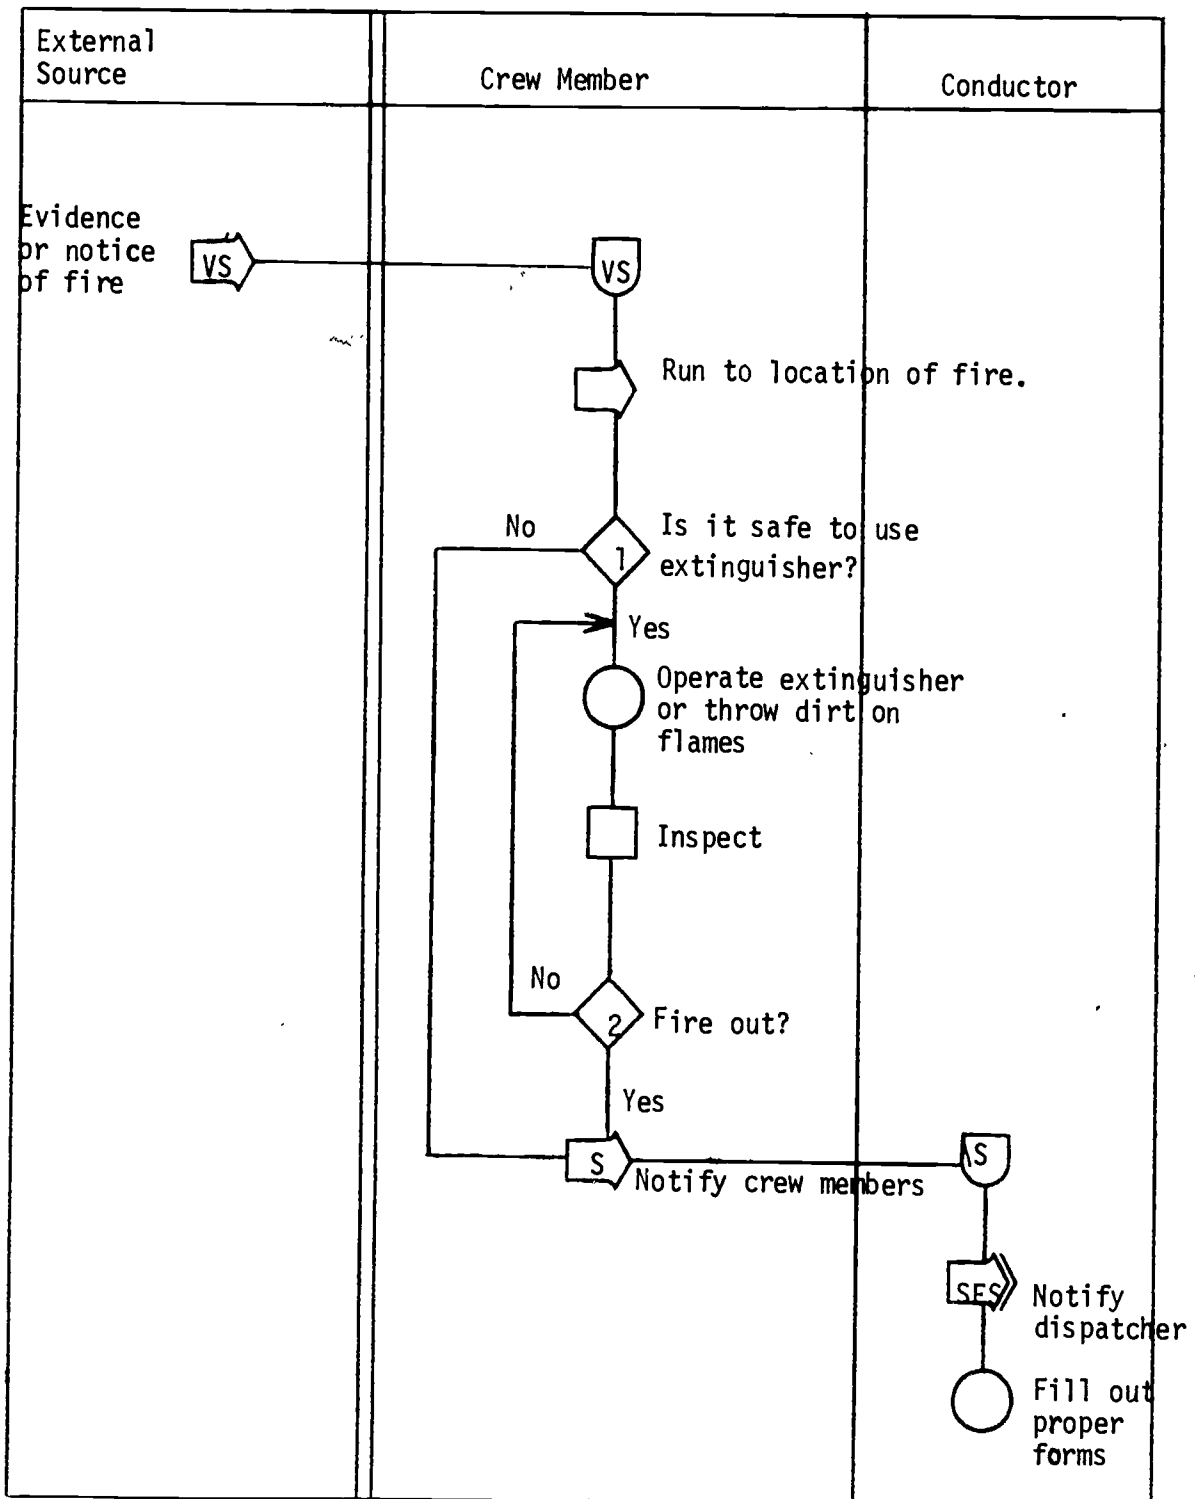 External
Source
Crew Member
Conductor
Evidence
or notice
of fire
VS
VS
Run to location of fire.
No
1
Is it safe to use
extinguisher?
Yes
Operate extinguisher
or throw dirt on
flames
Inspect
No
2
Fire out?
Yes
S
Notify crew members
S
SES
Notify
dispatcher
Fill out
proper
forms